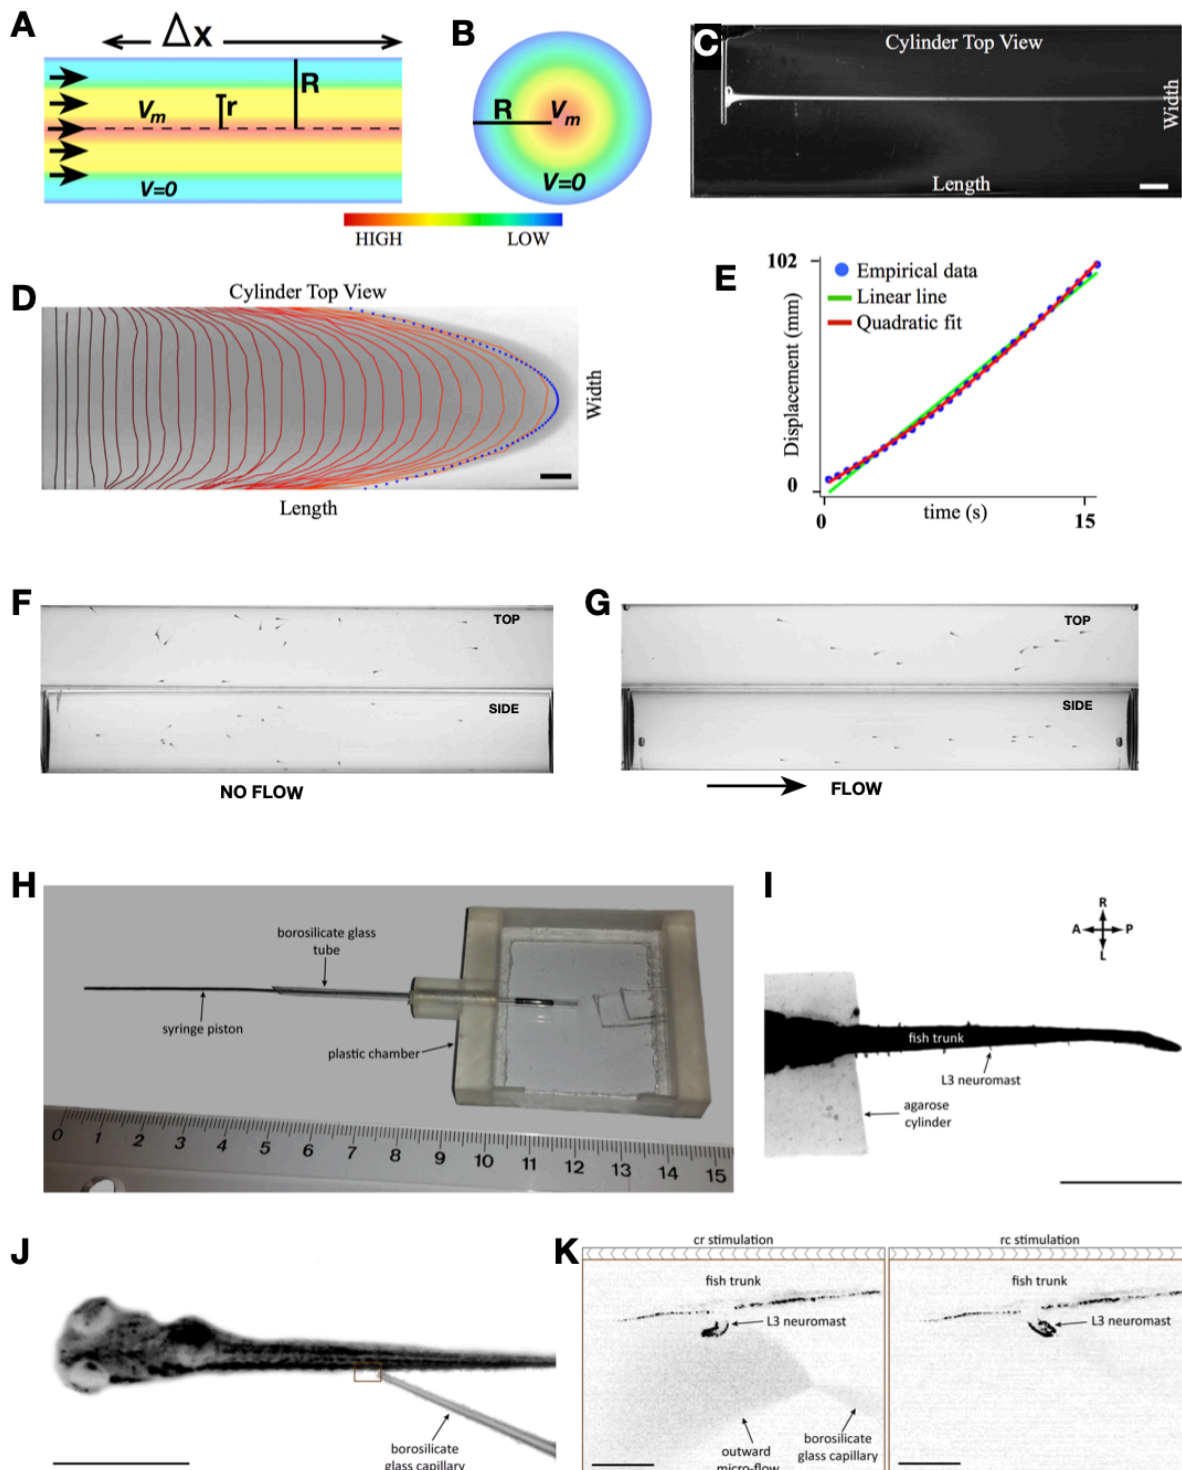 A
Δx
R
Vm
r
V=0
B
R
Vm
V=0
HIGH
LOW
C
Cylinder Top View
Width
Length
D
Cylinder Top View
Width
Length
E
102
Displacement (mm)
0
Empirical data
Linear line
Quadratic fit
0
time (s)
15
F
TOP
SIDE
NO FLOW
G
TOP
SIDE
FLOW
H
borosilicate glass
tube
syringe piston
plastic chamber
0 1 2 3 4 5 6 7 8 9 10 11 12 13 14 15
I
R
A P
L
fish trunk
L3 neuromast
agarose
cylinder
J
borosilicate
glass capillary
K
cr stimulation
fish trunk
L3 neuromast
outward
micro-flow
borosilicate
glass capillary
rc stimulation
fish trunk
L3 neuromast